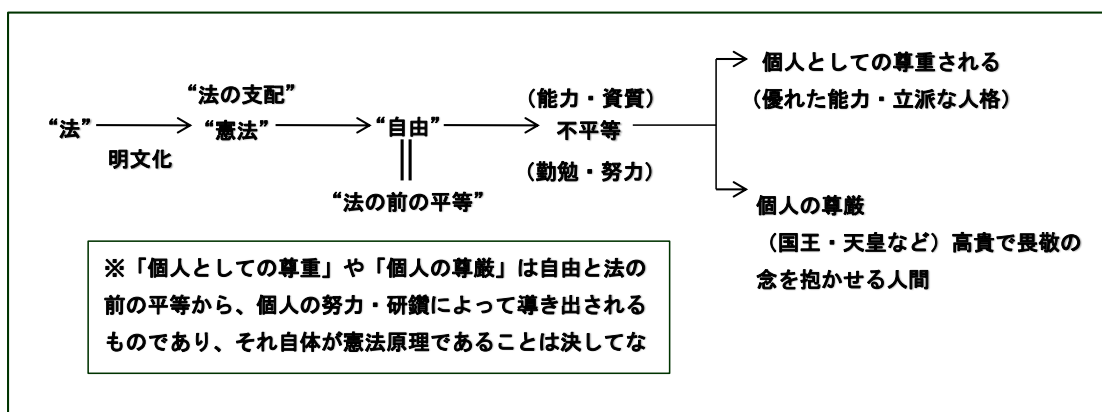 “法”
明文化
“法の支配”
“憲法”
“自由”
“法の前の平等”
（能力・資質）
不平等
（勤勉・努力）
個人としての尊重される
（優れた能力・立派な人格）
個人の尊厳
（国王・天皇など）高貴で畏敬の
念を抱かせる人間
※「個人としての尊重」や「個人の尊厳」は自由と法の
前の平等から、個人の努力・研鑽によって導き出される
ものであり、それ自体が憲法原理であることは決してな